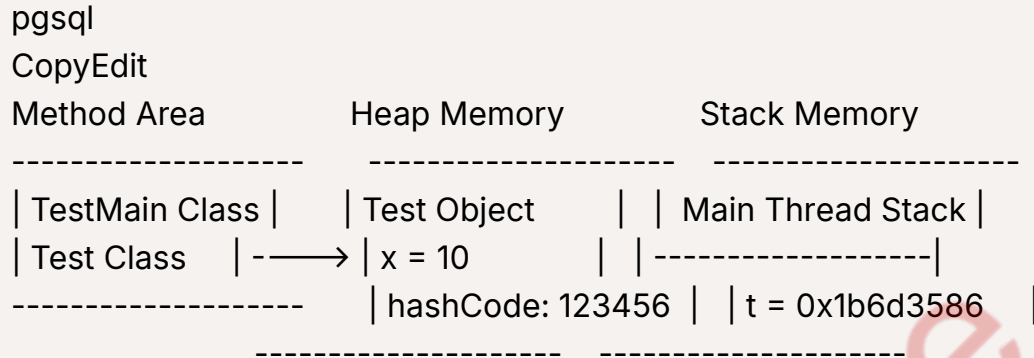 pgsql
CopyEdit
Method Area Heap Memory Stack Memory
-------------------- --------------------- ---------------------
| TestMain Class | | Test Object | | Main Thread Stack |
| Test Class | -----> | x = 10 | | -------------------|
-------------------- | hashCode: 123456 | | t = 0x1b6d3586 |
--------------------- ---------------------